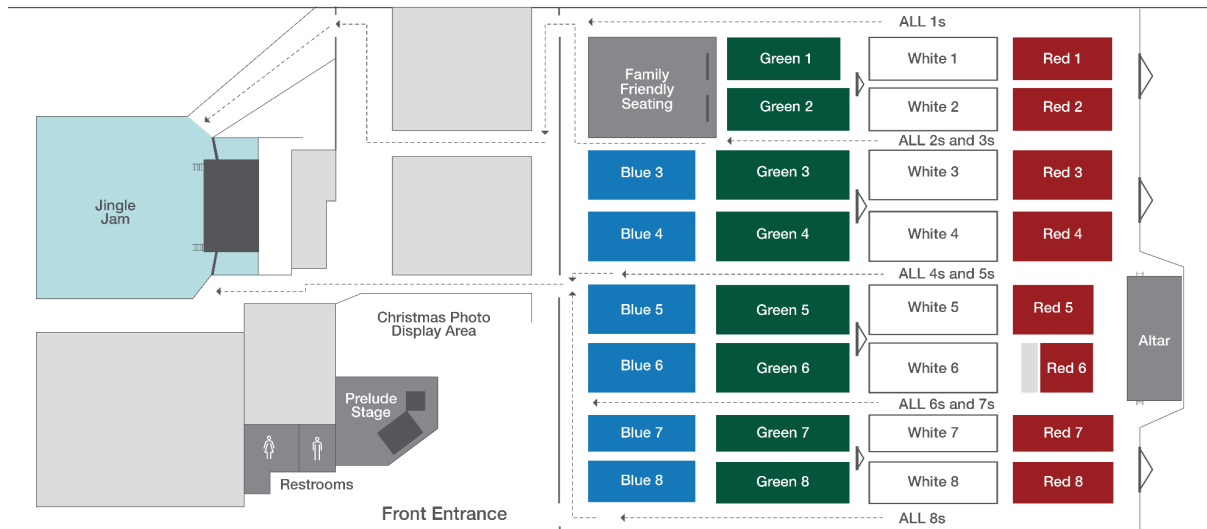 ALL 1s
Family
Friendly
Seating
Green 1
White 1
Red 1
Green 2
White 2
Red 2
ALL 2s and 3s
Blue 3
Green 3
White 3
Red 3
Jingle
Jam
Blue 4
Green 4
White 4
Red 4
ALL 4s and 5s
Christmas Photo
Display Area
Blue 5
Green 5
White 5
Red 5
Altar
Blue 6
Green 6
White 6
Red 6
Prelude
Stage
ALL 6s and 7s
Blue 7
Green 7
White 7
Red 7
Restrooms
Blue 8
Green 8
White 8
Red 8
Front Entrance
ALL 8s